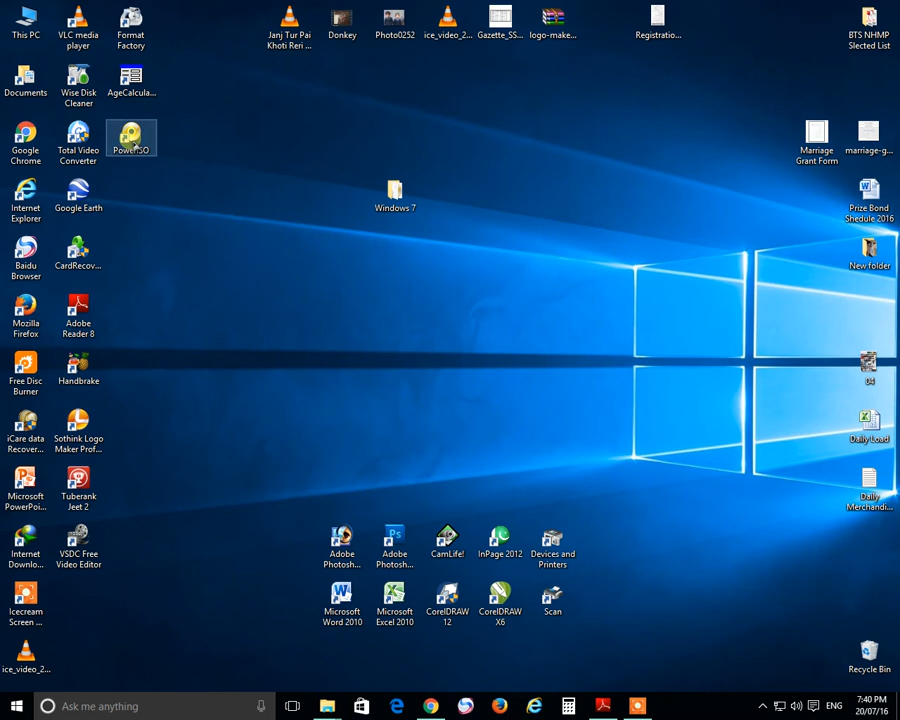 This PC
VLC media
player
Format
Factory
Janj Tur Pai
Khoti Reri ...
Donkey
Photo0252
ice_video_2...
Gazette_SS...
logo-make...
Registratio...
BTS NHMP
Slected List
Documents
Wise Disk
Cleaner
AgeCalcula...
Google
Chrome
Total Video
Converter
PowerISO
Marriage
Grant Form
marriage-g...
Internet
Explorer
Google Earth
Windows 7
Prize Bond
Shedule 2016
Baidu
Browser
CardRecov...
New folder
Mozilla
Firefox
Adobe
Reader 8
Free Disc
Burner
Handbrake
04
iCare data
Recover...
Sothink Logo
Maker Prof...
Daily Load
Microsoft
PowerPoi...
Tuberank
Jeet 2
Daily
Merchandi...
Internet
Downlo...
VSDC Free
Video Editor
Adobe
Photosh...
Ps
Adobe
Photosh...
CamLife!
InPage 2012
Devices and
Printers
Icecream
Screen ...
Microsoft
Word 2010
Microsoft
Excel 2010
CorelDRAW
12
CorelDRAW
X6
Scan
ice_video_2...
Recycle Bin
Ask me anything
ENG
7:40 PM
20/07/16